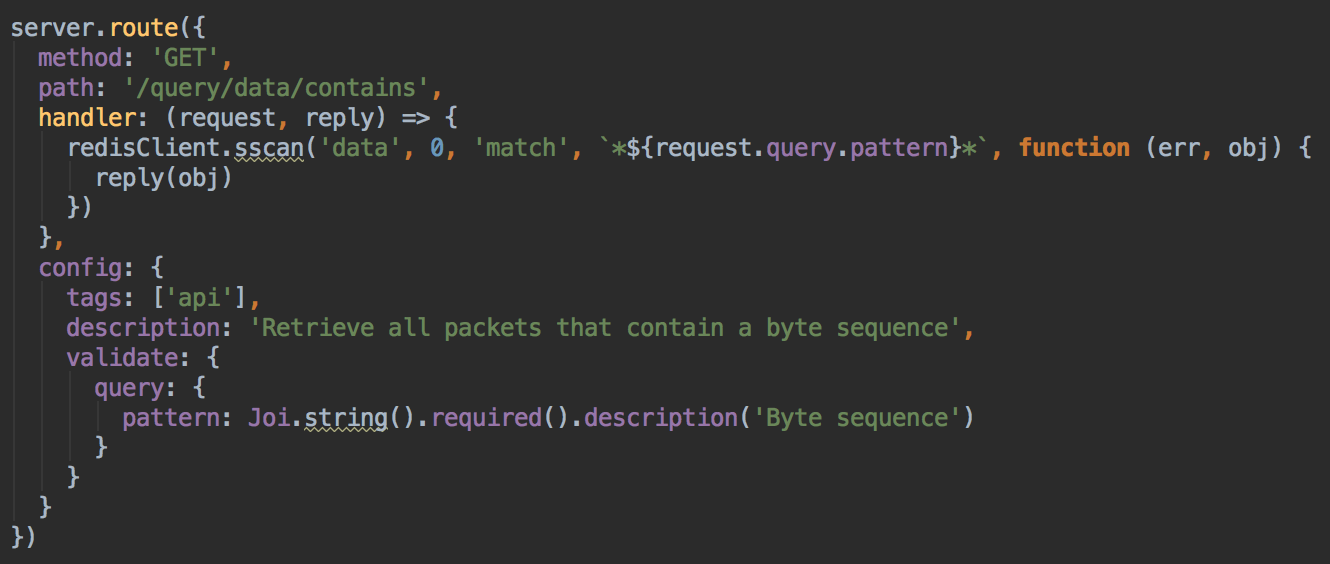 server.route({
  method: 'GET',
  path: '/query/data/contains',
  handler: (request, reply) => {
    redisClient.sscan('data', 0, 'match', `*${request.query.pattern}*`, function (err, obj) {
      reply(obj)
    })
  },
  config: {
    tags: ['api'],
    description: 'Retrieve all packets that contain a byte sequence',
    validate: {
      query: {
        pattern: Joi.string().required().description('Byte sequence')
      }
    }
  }
})